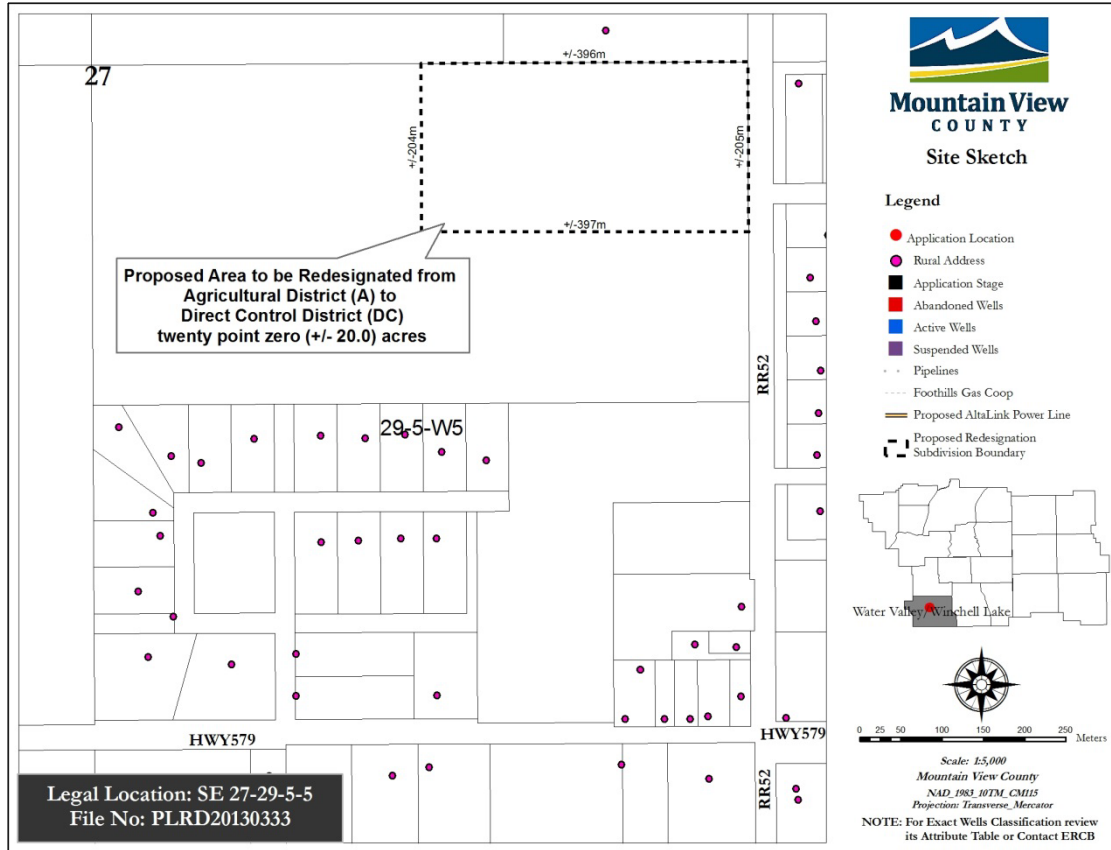 27
+/-396m
+/-204m
+/-205m
+/-397m
Proposed Area to be Redesignated from
Agricultural District (A) to
Direct Control District (DC)
twenty point zero (+/- 20.0) acres
RR52
29-5-W5
HWY579
HWY579
RR52
Legal Location: SE 27-29-5-5
File No: PLRD20130333
Mountain View
COUNTY
Site Sketch
Legend
Application Location
Rural Address
Application Stage
Abandoned Wells
Active Wells
Suspended Wells
Pipelines
Foothills Gas Coop
Proposed AltaLink Power Line
Proposed Redesignation
Subdivision Boundary
Water Valley/Winchell Lake
0 25 50 100 150 200 250 Meters
Scale: 1:5,000
Mountain View County
NAD_1983_10TM_CM115
Projection: Transverse_Mercator
NOTE: For Exact Wells Classification review
its Attribute Table or Contact ERCB